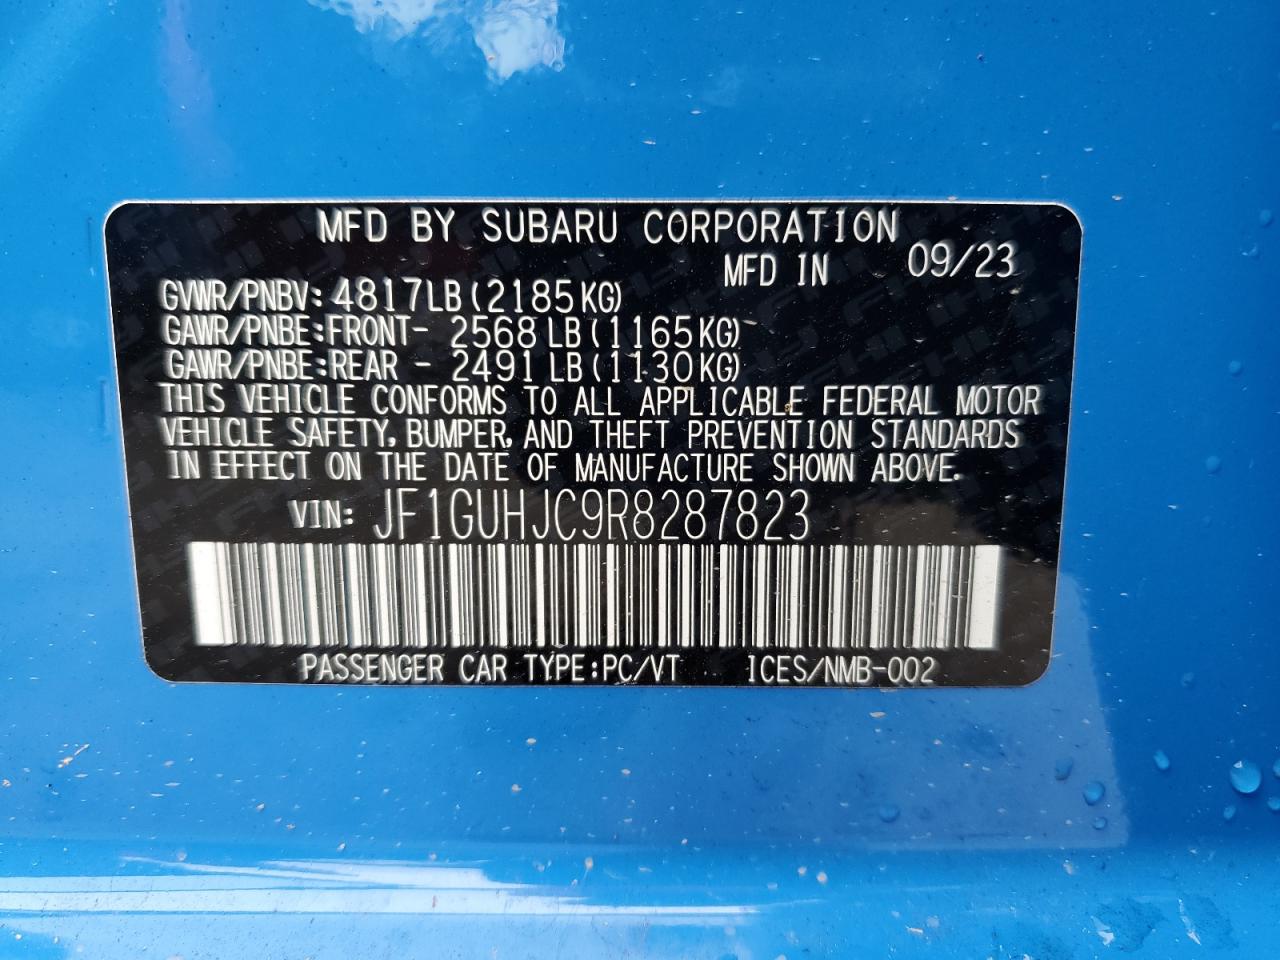 MFD BY SUBARU CORPORATION
MFD IN 09/23
GVWR/PNBV: 4817LB (2185KG)
GAWR/PNBE:FRONT- 2568 LB (1165KG)
GAWR/PNBE:REAR - 2491 LB (1130KG)
THIS VEHICLE CONFORMS TO ALL APPLICABLE FEDERAL MOTOR
VEHICLE SAFETY, BUMPER, AND THEFT PREVENTION STANDARDS
IN EFFECT ON THE DATE OF MANUFACTURE SHOWN ABOVE.
VIN: JF1GUHJC9R8287823
PASSENGER CAR TYPE:PC/VT ICES/NMB-002